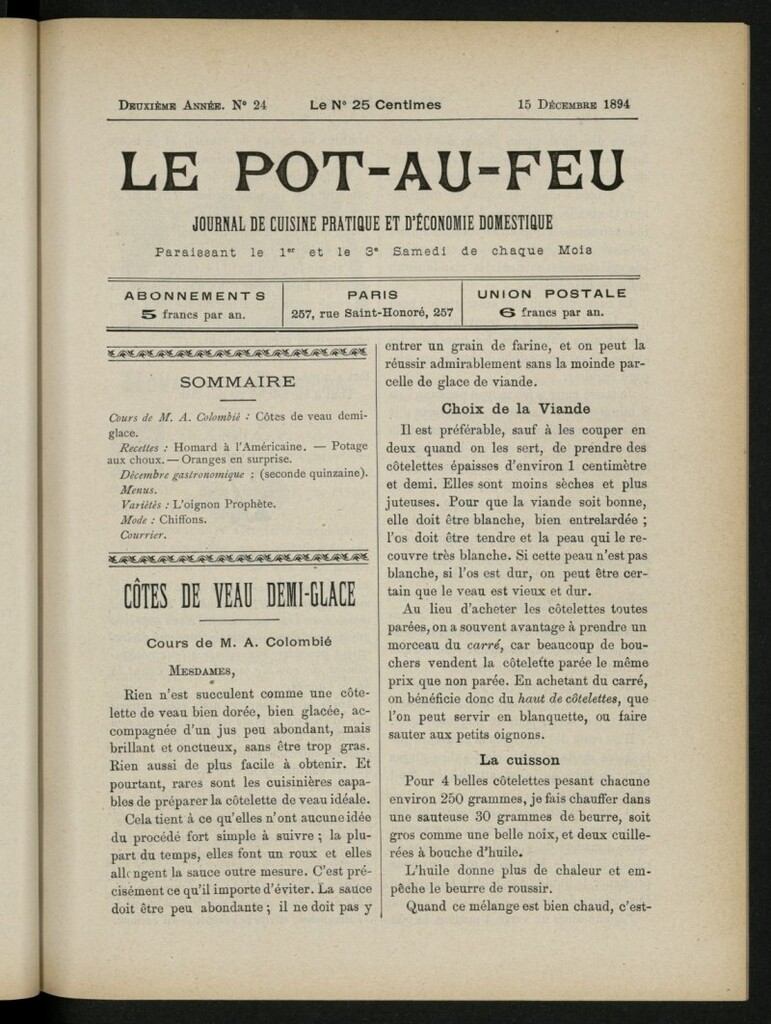 Deuxième Année. N° 24 Le N° 25 Centimes 15 Décembre 1894
LE POT-AU-FEU
JOURNAL DE CUISINE PRATIQUE ET D'ÉCONOMIE DOMESTIQUE
Paraissant le 1er et le 3e Samedi de chaque Mois
ABONNEMENTS
5 francs par an.
PARIS
257, rue Saint-Honoré, 257
UNION POSTALE
6 francs par an.
SOMMAIRE
Cours de M. A. Colombié : Côtes de veau demi-
glace.
Recettes : Homard à l'Américaine. — Potage
aux choux. — Oranges en surprise.
Décembre gastronomique : (seconde quinzaine).
Menus.
Variétés : L'oignon Prophète.
Mode : Chiffons.
Courrier.
CÔTES DE VEAU DEMI-GLACE
Cours de M. A. Colombié
Mesdames,
Rien n'est succulent comme une côte-
lette de veau bien dorée, bien glacée, ac-
compagnée d'un jus peu abondant, mais
brillant et onctueux, sans être trop gras.
Rien aussi de plus facile à obtenir. Et
pourtant, rares sont les cuisinières capa-
bles de préparer la côtelette de veau idéale.
Cela tient à ce qu'elles n'ont aucune idée
du procédé fort simple à suivre ; la plu-
part du temps, elles font un roux et elles
allongent la sauce outre mesure. C'est pré-
cisément ce qu'il importe d'éviter. La sauce
doit être peu abondante ; il ne doit pas y
entrer un grain de farine, et on peut la
réussir admirablement sans la moinde par-
celle de glace de viande.
Choix de la Viande
Il est préférable, sauf à les couper en
deux quand on les sert, de prendre des
côtelettes épaisses d'environ 1 centimètre
et demi. Elles sont moins sèches et plus
juteuses. Pour que la viande soit bonne,
elle doit être blanche, bien entrelardée ;
l'os doit être tendre et la peau qui le re-
couvre très blanche. Si cette peau n'est pas
blanche, si l'os est dur, on peut être cer-
tain que le veau est vieux et dur.
Au lieu d'acheter les côtelettes toutes
parées, on a souvent avantage à prendre un
morceau du carré, car beaucoup de bou-
chers vendent la côtelette parée le même
prix que non parée. En achetant du carré,
on bénéficie donc du haut de côtelettes, que
l'on peut servir en blanquette, ou faire
sauter aux petits oignons.
La cuisson
Pour 4 belles côtelettes pesant chacune
environ 250 grammes, je fais chauffer dans
une sauteuse 30 grammes de beurre, soit
gros comme une belle noix, et deux cuille-
rées à bouche d'huile.
L'huile donne plus de chaleur et em-
pêche le beurre de roussir.
Quand ce mélange est bien chaud, c'est-